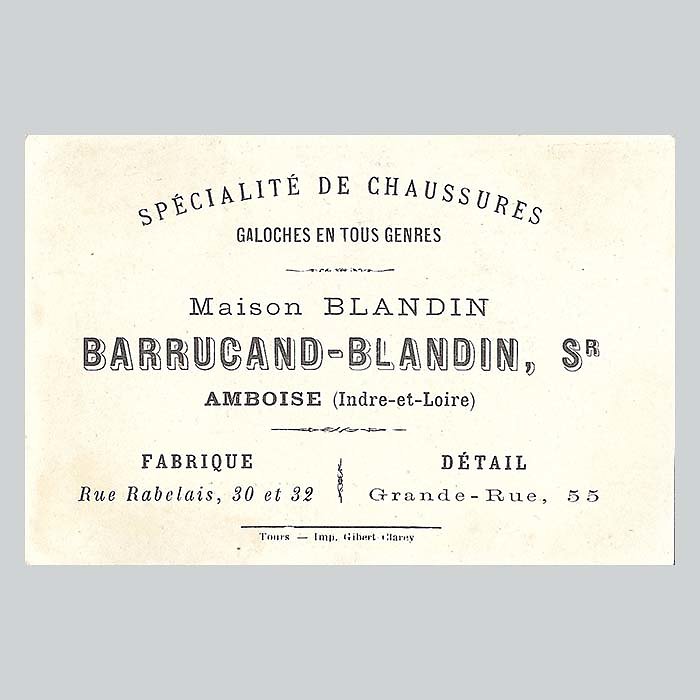 SPÉCIALITÉ DE CHAUSSURES
GALOCHES EN TOUS GENRES
Maison BLANDIN
BARRUCAND-BLANDIN, SR
AMBOISE (Indre-et-Loire)
FABRIQUE
Rue Rabelais, 30 et 32
DÉTAIL
Grande-Rue, 55
Tours — Imp. Gibert-Clarey